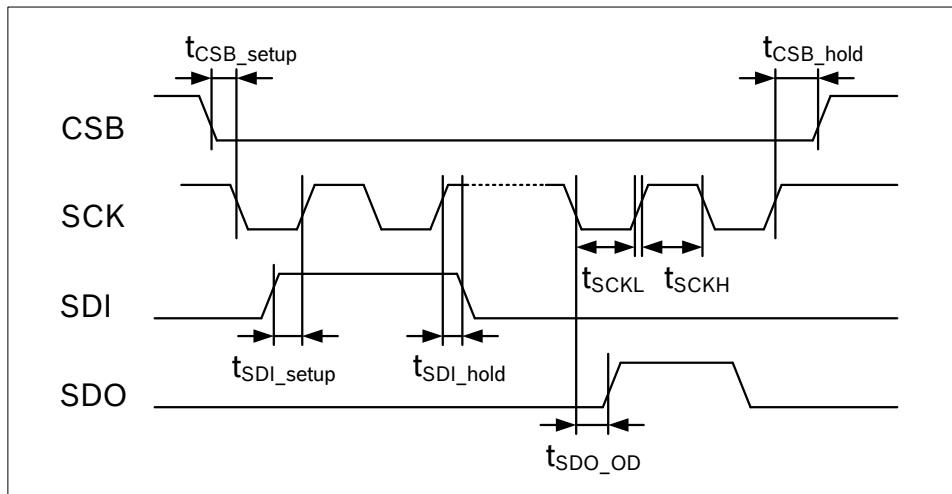 tCSB_setup
tCSB_hold
CSB
SCK
tSCKL
tSCKH
SDI
tSDI_setup
tSDI_hold
SDO
tSDO_OD